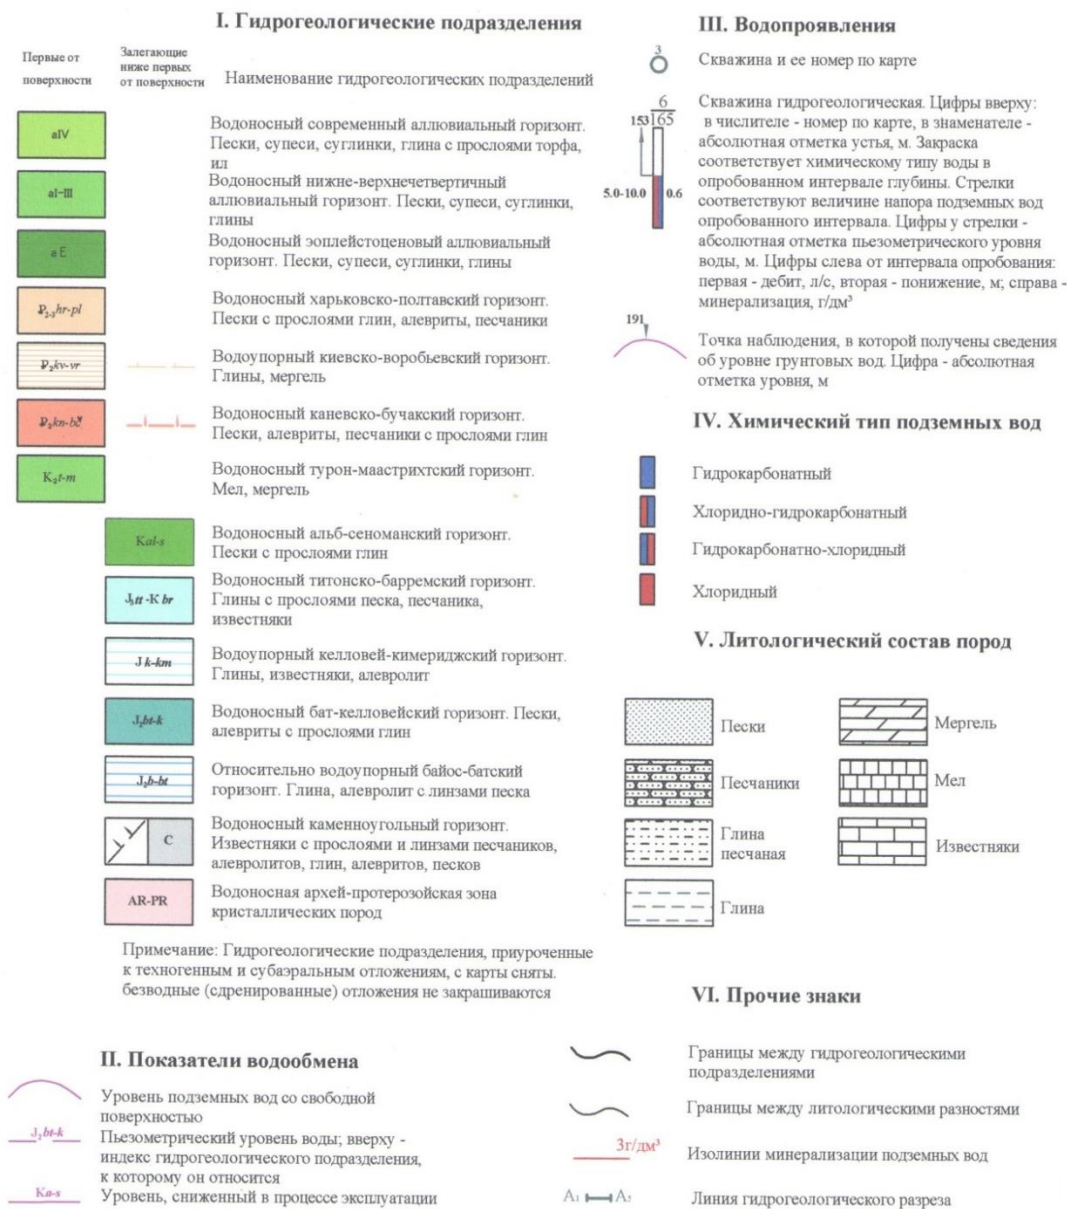 I. Гидрогеологические подразделения
Первые от
поверхности
Залегающие
ниже первых
от поверхности
Наименование гидрогеологических подразделений
aIV
Водоносный современный аллювиальный горизонт.
Пески, супеси, суглинки, глина с прослоями торфа,
ил
aI-III
Водоносный нижне-верхнечетвертичный
аллювиальный горизонт. Пески, супеси, суглинки,
глины
a E
Водоносный эоплейстоценовый аллювиальный
горизонт. Пески, супеси, суглинки, глины
₽₂₋₃hr-pl
Водоносный харьковско-полтавский горизонт.
Пески с прослоями глин, алевриты, песчаники
₽₂kv-vr
Водоупорный киевско-воробьевский горизонт.
Глины, мергель
Водоносный каневско-бучакский горизонт.
Пески, алевриты, песчаники с прослоями глин
K₂t-m
Водоносный турон-маастрихтский горизонт.
Мел, мергель
Kal-s
Водоносный альб-сеноманский горизонт.
Пески с прослоями глин
J₃tt-K br
Водоносный титонско-барремский горизонт.
Глины с прослоями песка, песчаника,
известняки
J k-km
Водоупорный келловей-кимериджский горизонт.
Глины, известняки, алевролит
J₂bt-k
Водоносный бат-келловейский горизонт. Пески,
алевриты с прослоями глин
J₂b-bt
Относительно водоупорный байос-батский
горизонт. Глина, алевролит с линзами песка
C
Водоносный каменноугольный горизонт.
Известняки с прослоями и линзами песчаников,
алевролитов, глин, алевритов, песков
AR-PR
Водоносная архей-протерозойская зона
кристаллических пород
Примечание: Гидрогеологические подразделения, приуроченные
к техногенным и субаэральным отложениям, с карты сняты.
безводные (сдренированные) отложения не закрашиваются
II. Показатели водообмена
Уровень подземных вод со свободной
поверхностью
J₂bt-k
Пьезометрический уровень воды; вверху -
индекс гидрогеологического подразделения,
к которому он относится
Ka-s
Уровень, сниженный в процессе эксплуатации
III. Водопроявления
3
Скважина и ее номер по карте
6
153
165
5.0-10.0
0.6
Скважина гидрогеологическая. Цифры вверху:
в числителе - номер по карте, в знаменателе -
абсолютная отметка устья, м. Закраска
соответствует химическому типу воды в
опробованном интервале глубины. Стрелки
соответствуют величине напора подземных вод
опробованного интервала. Цифры у стрелки -
абсолютная отметка пьезометрического уровня
воды, м. Цифры слева от интервала опробования:
первая - дебит, л/с, вторая - понижение, м; справа -
минерализация, г/дм³
191
Точка наблюдения, в которой получены сведения
об уровне грунтовых вод. Цифра - абсолютная
отметка уровня, м
IV. Химический тип подземных вод
Гидрокарбонатный
Хлоридно-гидрокарбонатный
Гидрокарбонатно-хлоридный
Хлоридный
V. Литологический состав пород
Пески
Мергель
Песчаники
Мел
Глина
песчаная
Известняки
Глина
VI. Прочие знаки
Границы между гидрогеологическими
подразделениями
Границы между литологическими разностями
3г/дм³
Изолинии минерализации подземных вод
A₁ A₅
Линия гидрогеологического разреза